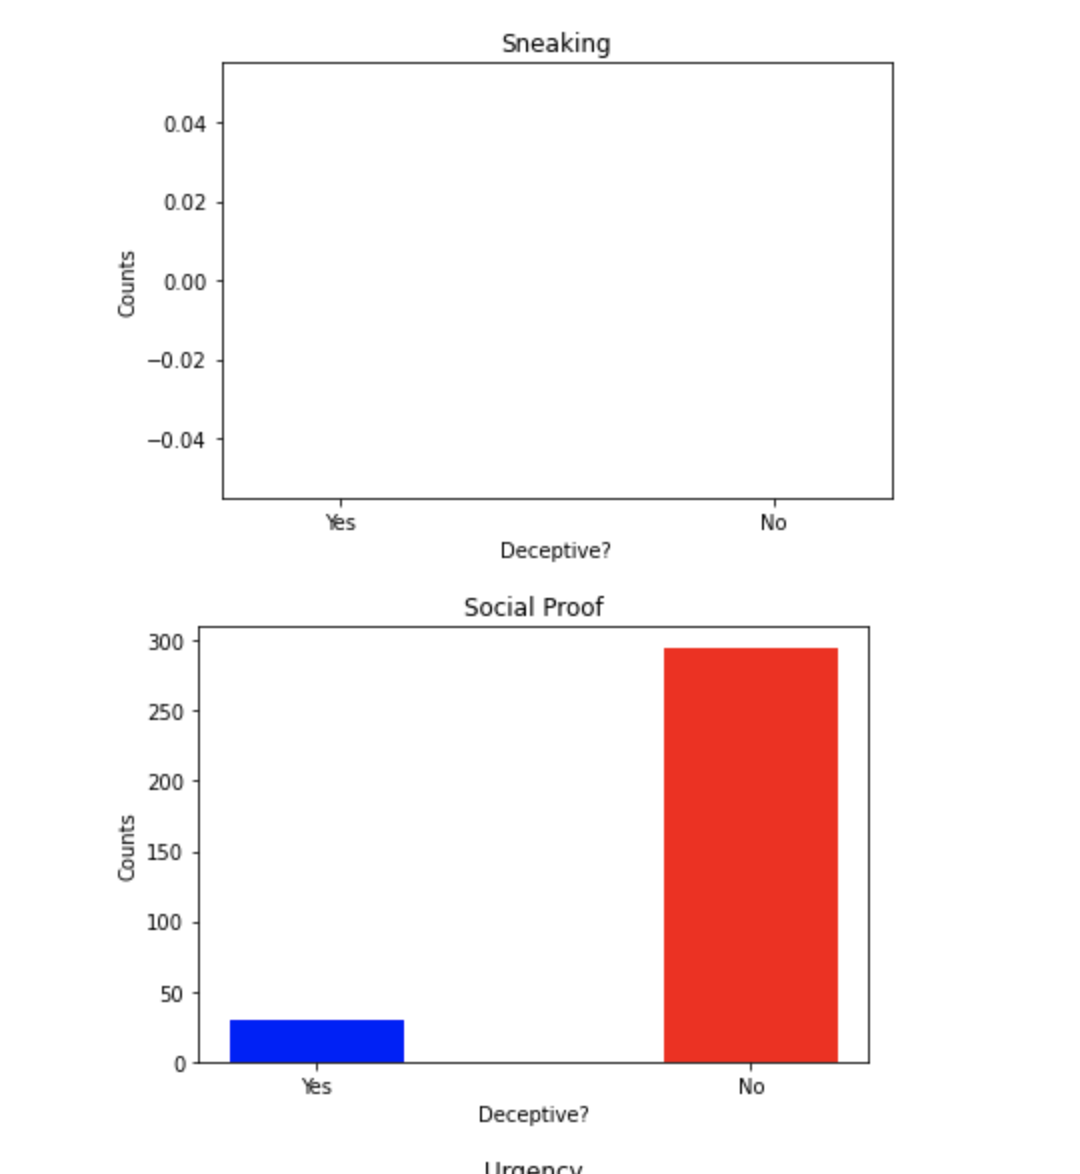 Sneaking
0.04
0.02
0.00
−0.02
−0.04
Counts
Yes No
Deceptive?
Social Proof
300
250
200
150
100
50
0
Counts
Yes No
Deceptive?
Urgency